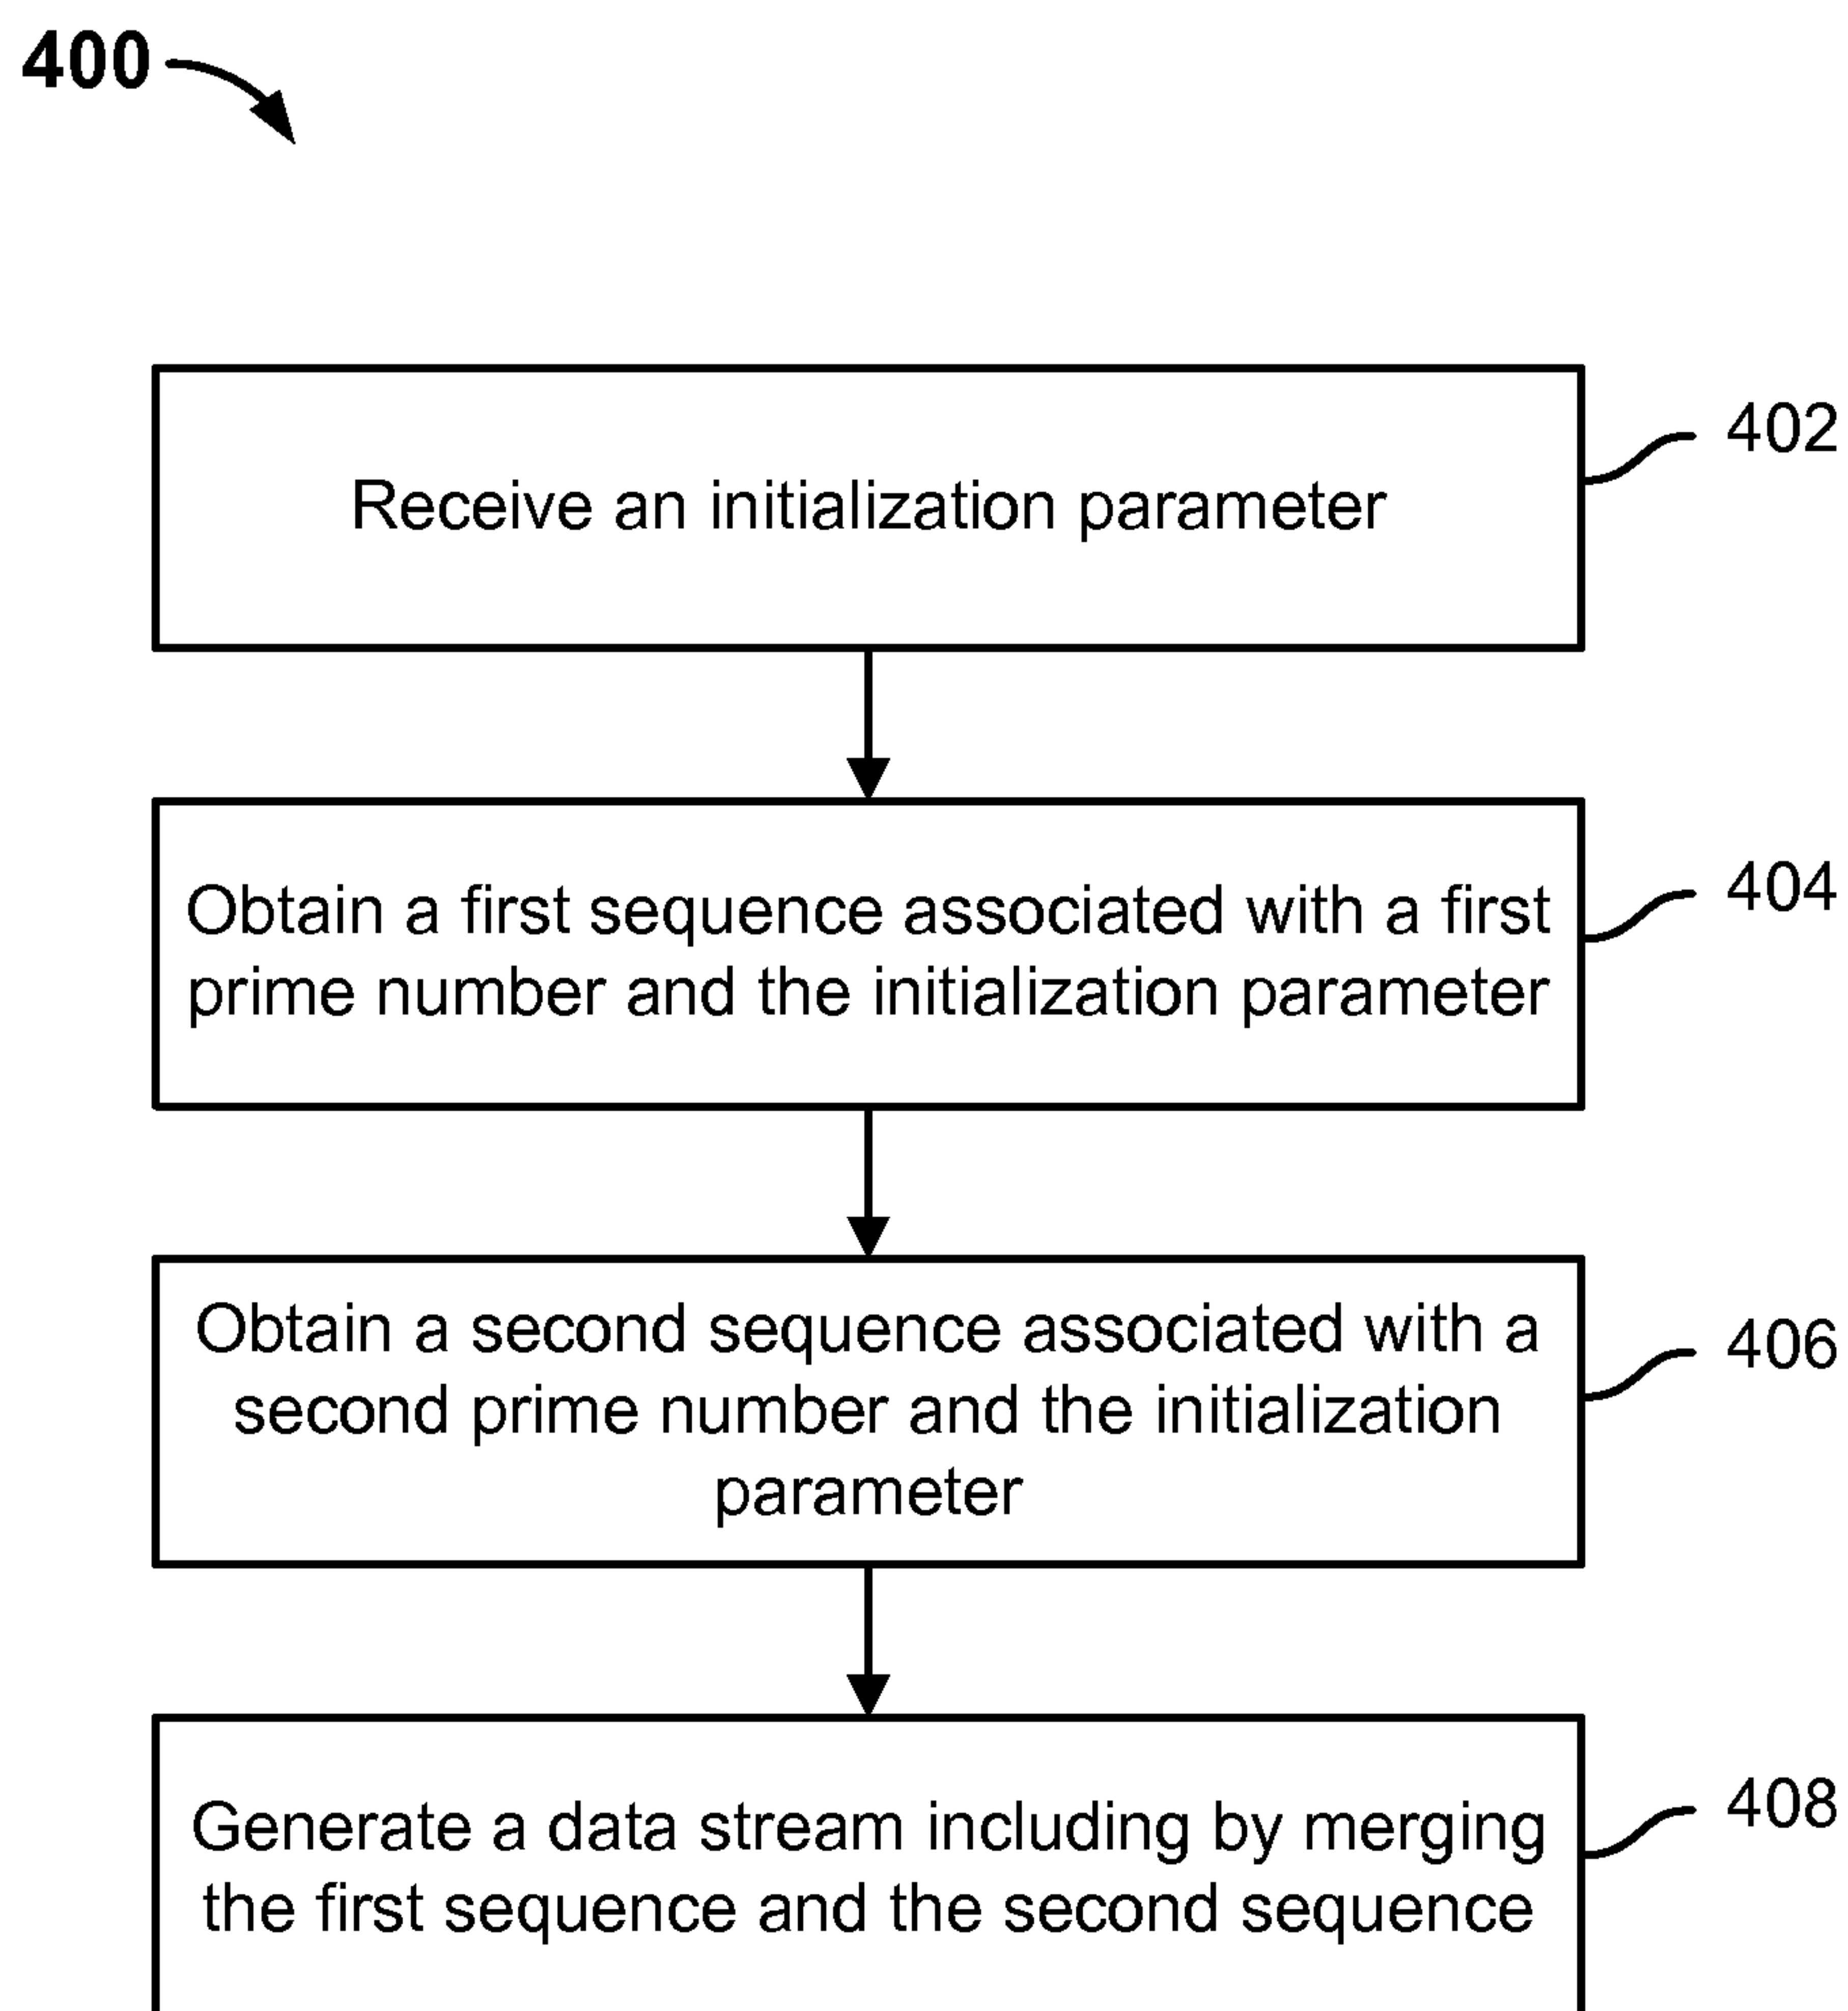 400
402
Receive an initialization parameter
404
Obtain a first sequence associated with a first
prime number and the initialization parameter
406
Obtain a second sequence associated with a
second prime number and the initialization
parameter
408
Generate a data stream including by merging
the first sequence and the second sequence